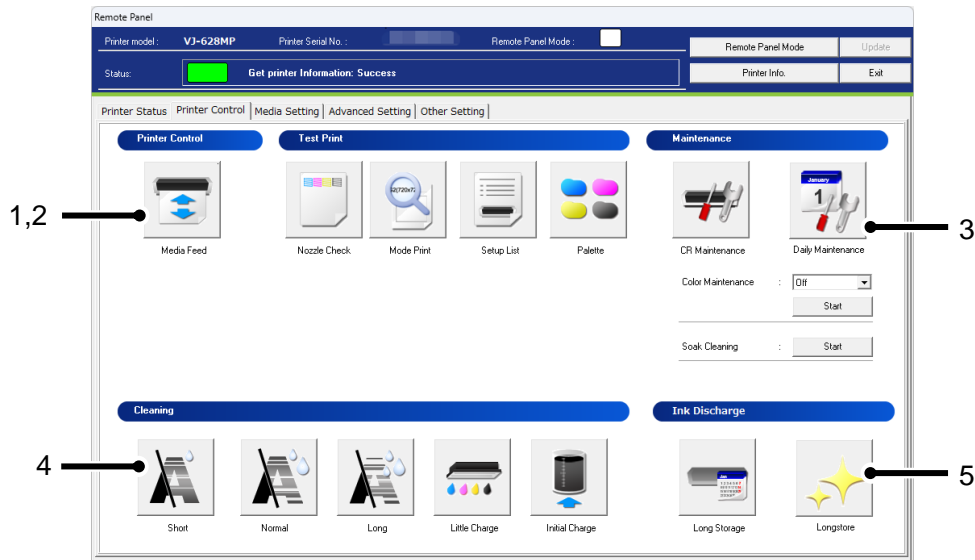 Remote Panel
Printer model : VJ-628MP Printer Serial No. : Remote Panel Mode :
Remote Panel Mode Update
Status: Get printer Information: Success
Printer Info. Exit
Printer Status Printer Control Media Setting Advanced Setting Other Setting
Printer Control Test Print Maintenance
1,2
3
Media Feed Nozzle Check Mode Print Setup List Palette CR Maintenance Daily Maintenance
Color Maintenance : Off
Start
Soak Cleaning : Start
Cleaning Ink Discharge
4
5
Short Normal Long Little Charge Initial Charge Long Storage Longstore